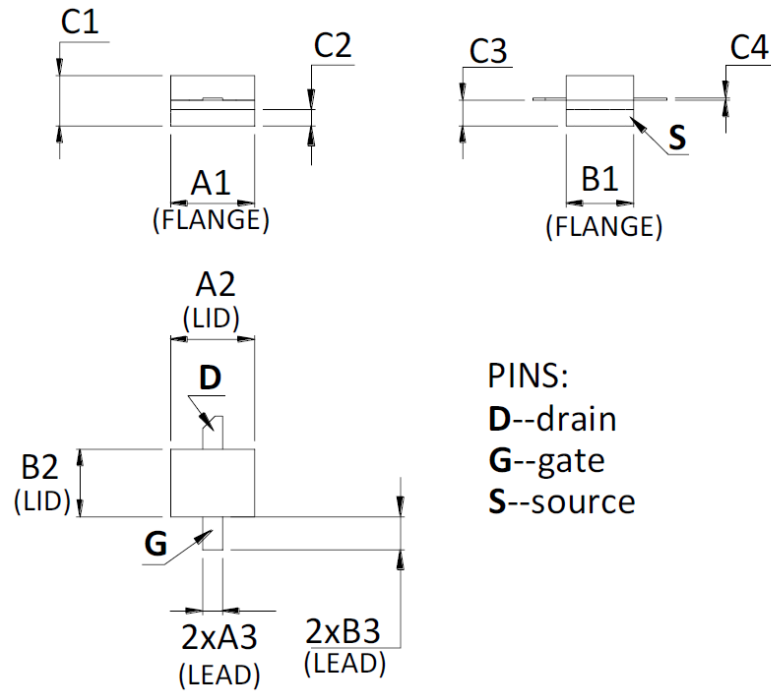 C1
C2
A1
(FLANGE)
C3
C4
S
B1
(FLANGE)
A2
(LID)
D
B2
(LID)
G
2xA3
(LEAD)
2xB3
(LEAD)
PINS:
D--drain
G--gate
S--source